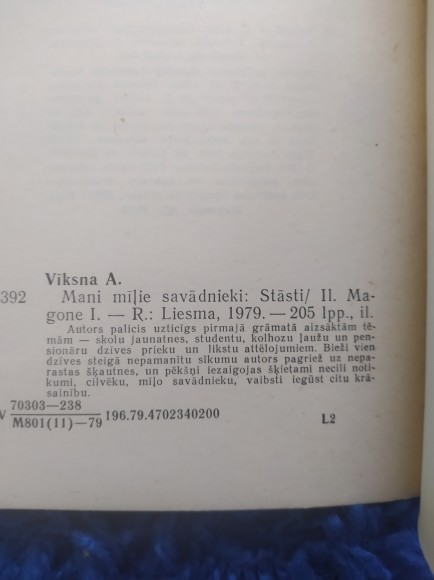 Vīksna A.
392 Mani mīļie savādnieki: Stāsti/ Il. Ma-
gone I. — R.: Liesma, 1979. — 205 lpp., il.
Autors palicis uzticīgs pirmajā grāmatā aizsāktām tē-
mām — skolu jaunatnes, studentu, kolhozu ļaužu un pen-
sionāru dzīves prieku un likstu attēlojumiem. Bieži vien
dzīves steigā nepamanītu sīkumu autors pagriež uz nepa-
rastas šķautnes, un pēkšņi iezaigojas šķietami necili noti-
kumi, cilvēku, mīļo savādnieku, vaibsti iegūst citu krā-
sainību.
V 70303—238
M801(11)—79 196.79.4702340200
L2